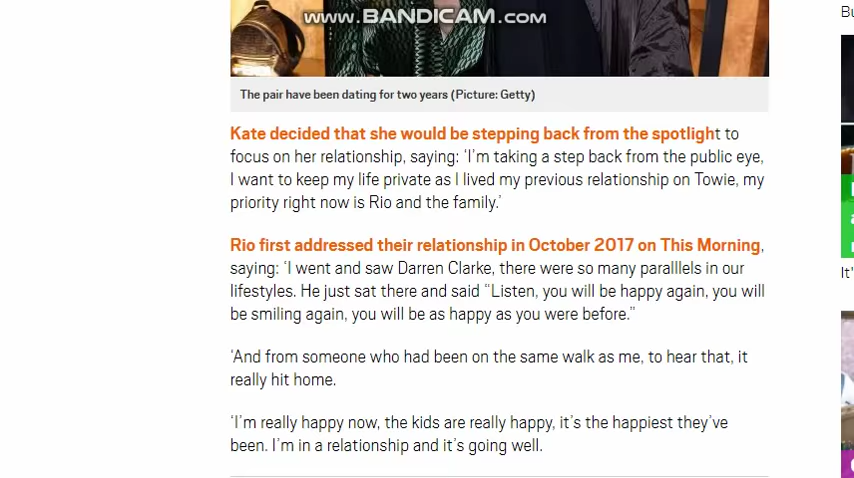 www.BANDICAM.com
Bu
The pair have been dating for two years (Picture: Getty)
Kate decided that she would be stepping back from the spotlight to
focus on her relationship, saying: ‘I’m taking a step back from the public eye,
I want to keep my life private as I lived my previous relationship on Towie, my
priority right now is Rio and the family.’
Rio first addressed their relationship in October 2017 on This Morning,
saying: ‘I went and saw Darren Clarke, there were so many paralllels in our
lifestyles. He just sat there and said “Listen, you will be happy again, you will
be smiling again, you will be as happy as you were before.”
It’
‘And from someone who had been on the same walk as me, to hear that, it
really hit home.
‘I’m really happy now, the kids are really happy, it’s the happiest they’ve
been. I’m in a relationship and it’s going well.